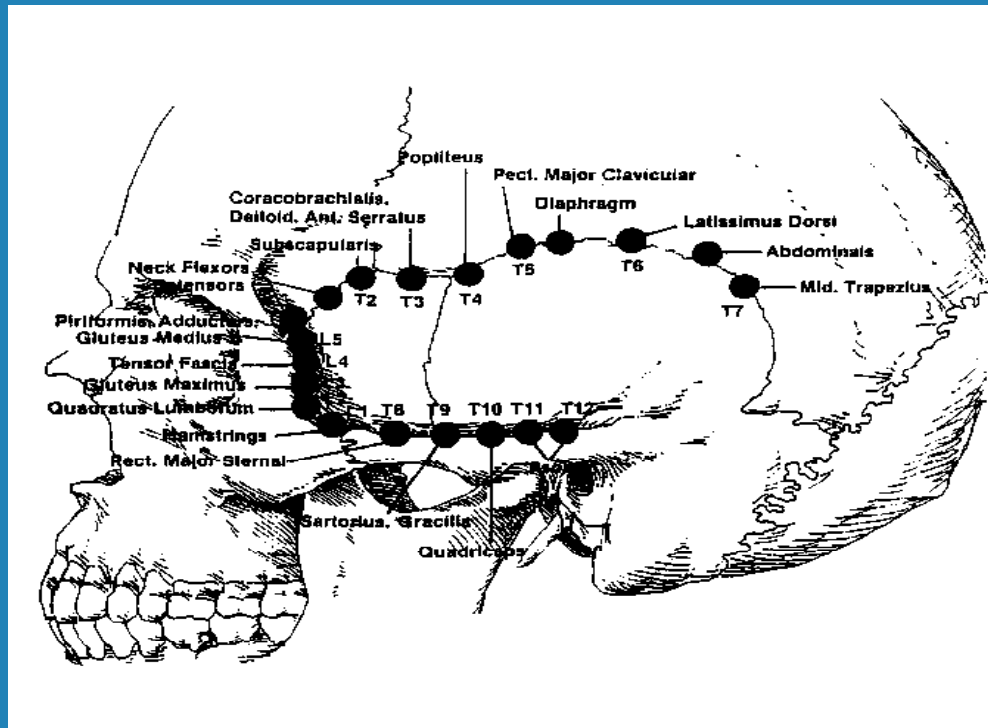 Popliteus
Pect. Major Clavicular
Coracobrachialis,
Deltoid, Ant. Serratus
Diaphragm
Latissimus Dorsi
Subscapularis
Abdominals
Neck Flexors
Mid. Trapezius
T2
T3
T4
T5
T6
T7
Piriformis, Adductors,
Gluteus Medius
L5
Tensor Fascia
L4
Gluteus Maximus
Quadratus Lumborum
T8
T9
T10
T11
T12
Hamstrings
Pect. Major Sternal
Sartorius, Gracilis
Quadriceps